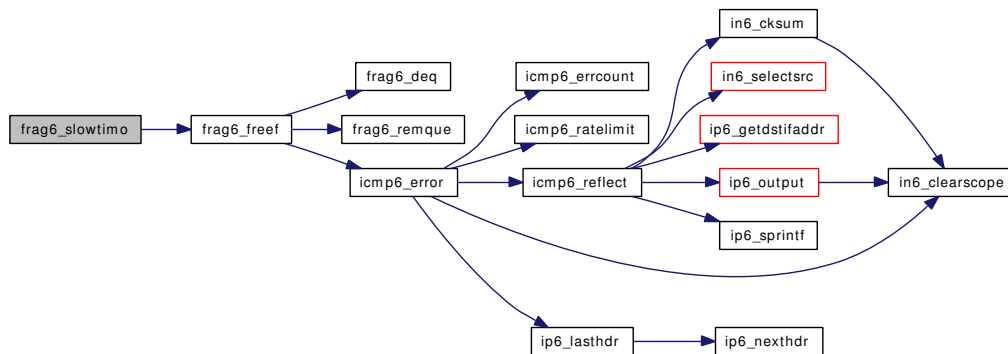 in6_cksum
frag6_deq
icmp6_errcount
in6_selectsrc
frag6_slowtimo
frag6_freef
frag6_remque
icmp6_ratelimit
ip6_getdstifaddr
icmp6_error
icmp6_reflect
ip6_output
in6_clearscope
ip6_sprintf
ip6_lasthdr
ip6_nexthdr